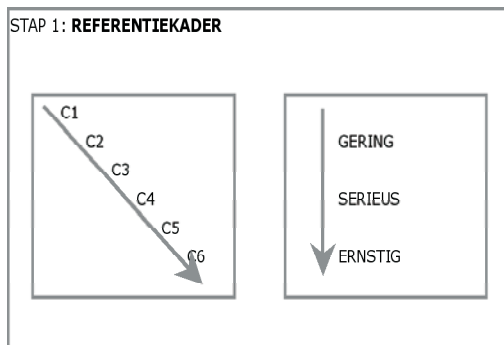 STAP 1: REFERENTIEKADER
C1
C2
C3
C4
C5
C6
GERING
SERIEUS
ERNSTIG